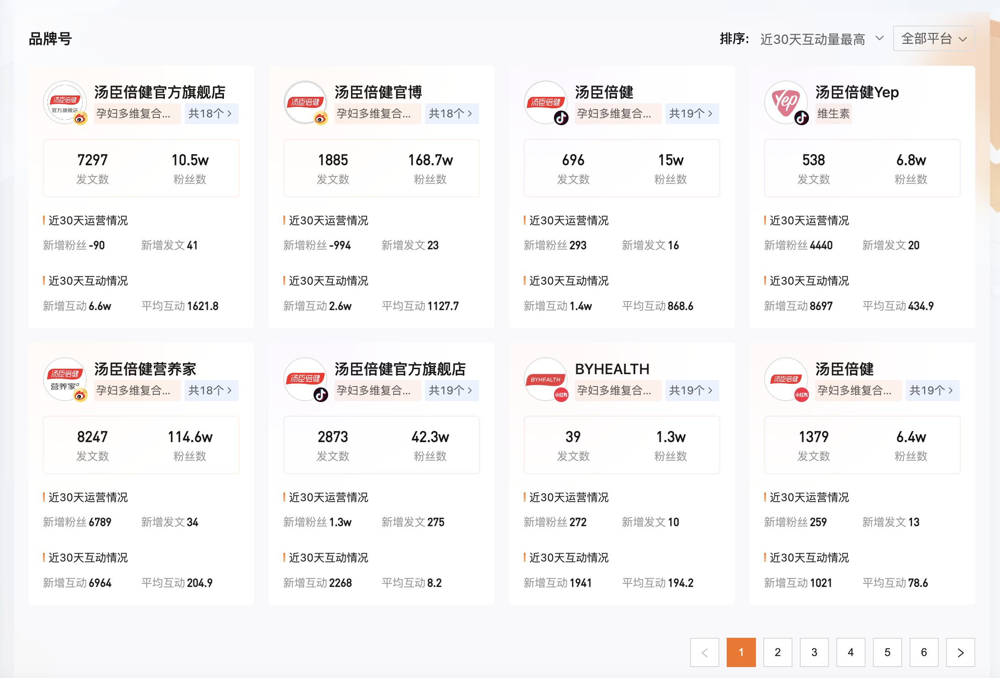 品牌号
排序: 近30天互动量最高 全部平台
汤臣倍健
官方旗舰店
汤臣倍健官方旗舰店
孕妇多维复合... 共18个
7297 10.5w
发文数 粉丝数
近30天运营情况
新增粉丝 -90 新增发文 41
近30天互动情况
新增互动 6.6w 平均互动 1621.8
汤臣倍健
汤臣倍健官博
孕妇多维复合... 共18个
1885 168.7w
发文数 粉丝数
近30天运营情况
新增粉丝 -994 新增发文 23
近30天互动情况
新增互动 2.6w 平均互动 1127.7
汤臣倍健
汤臣倍健
孕妇多维复合... 共19个
696 15w
发文数 粉丝数
近30天运营情况
新增粉丝 293 新增发文 16
近30天互动情况
新增互动 1.4w 平均互动 868.6
Yep
汤臣倍健Yep
维生素
538 6.8w
发文数 粉丝数
近30天运营情况
新增粉丝 4440 新增发文 20
近30天互动情况
新增互动 8697 平均互动 434.9
汤臣倍健
营养家
汤臣倍健营养家
孕妇多维复合... 共18个
8247 114.6w
发文数 粉丝数
近30天运营情况
新增粉丝 6789 新增发文 34
近30天互动情况
新增互动 6964 平均互动 204.9
汤臣倍健
汤臣倍健官方旗舰店
孕妇多维复合... 共19个
2873 42.3w
发文数 粉丝数
近30天运营情况
新增粉丝 1.3w 新增发文 275
近30天互动情况
新增互动 2268 平均互动 8.2
BYHEALTH
小红书
BYHEALTH
孕妇多维复合... 共19个
39 1.3w
发文数 粉丝数
近30天运营情况
新增粉丝 272 新增发文 10
近30天互动情况
新增互动 1941 平均互动 194.2
汤臣倍健
小红书
汤臣倍健
孕妇多维复合... 共19个
1379 6.4w
发文数 粉丝数
近30天运营情况
新增粉丝 259 新增发文 13
近30天互动情况
新增互动 1021 平均互动 78.6
1 2 3 4 5 6